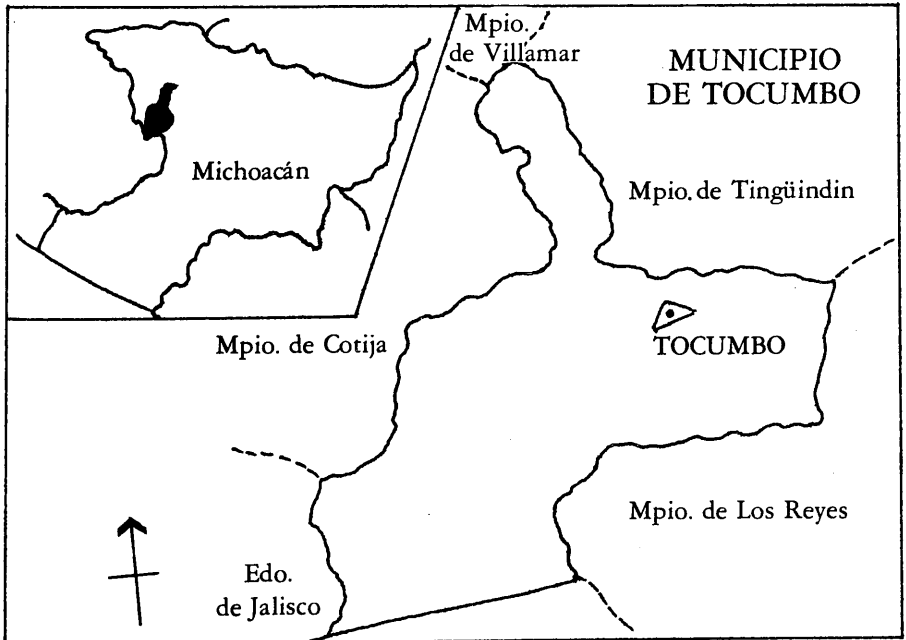 Mpio.
de Villamar
MUNICIPIO
DE TOCUMBO
Michoacán
Mpio. de Tingüindin
Mpio. de Cotija
TOCUMBO
Mpio. de Los Reyes
Edo.
de Jalisco